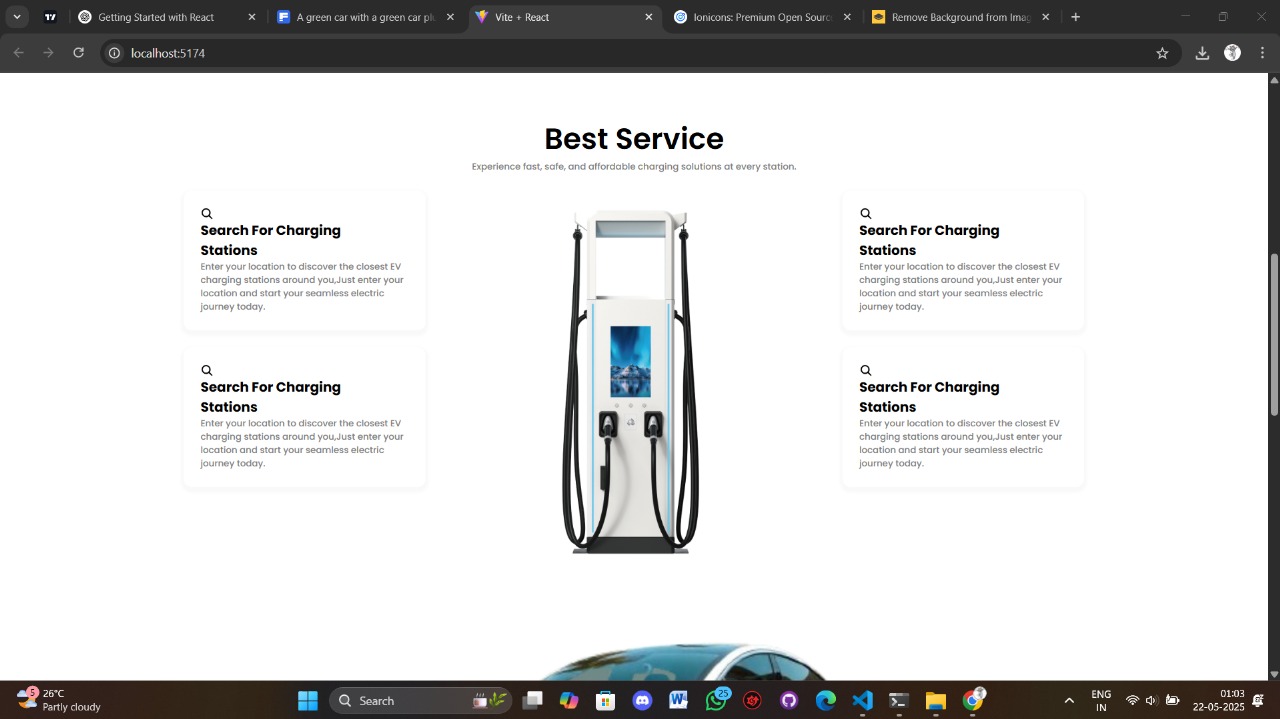 Getting Started with React
A green car with a green car pl
Vite + React
Ionicons: Premium Open Sour
Remove Background from Imag
localhost:5174
Best Service
Experience fast, safe, and affordable charging solutions at every station.
Search For Charging
Stations
Enter your location to discover the closest EV
charging stations around you,Just enter your
location and start your seamless electric
journey today.
Search For Charging
Stations
Enter your location to discover the closest EV
charging stations around you,Just enter your
location and start your seamless electric
journey today.
Search For Charging
Stations
Enter your location to discover the closest EV
charging stations around you,Just enter your
location and start your seamless electric
journey today.
Search For Charging
Stations
Enter your location to discover the closest EV
charging stations around you,Just enter your
location and start your seamless electric
journey today.
5
26°C
Partly cloudy
Search
25
ENG
IN
01:03
22-05-2025